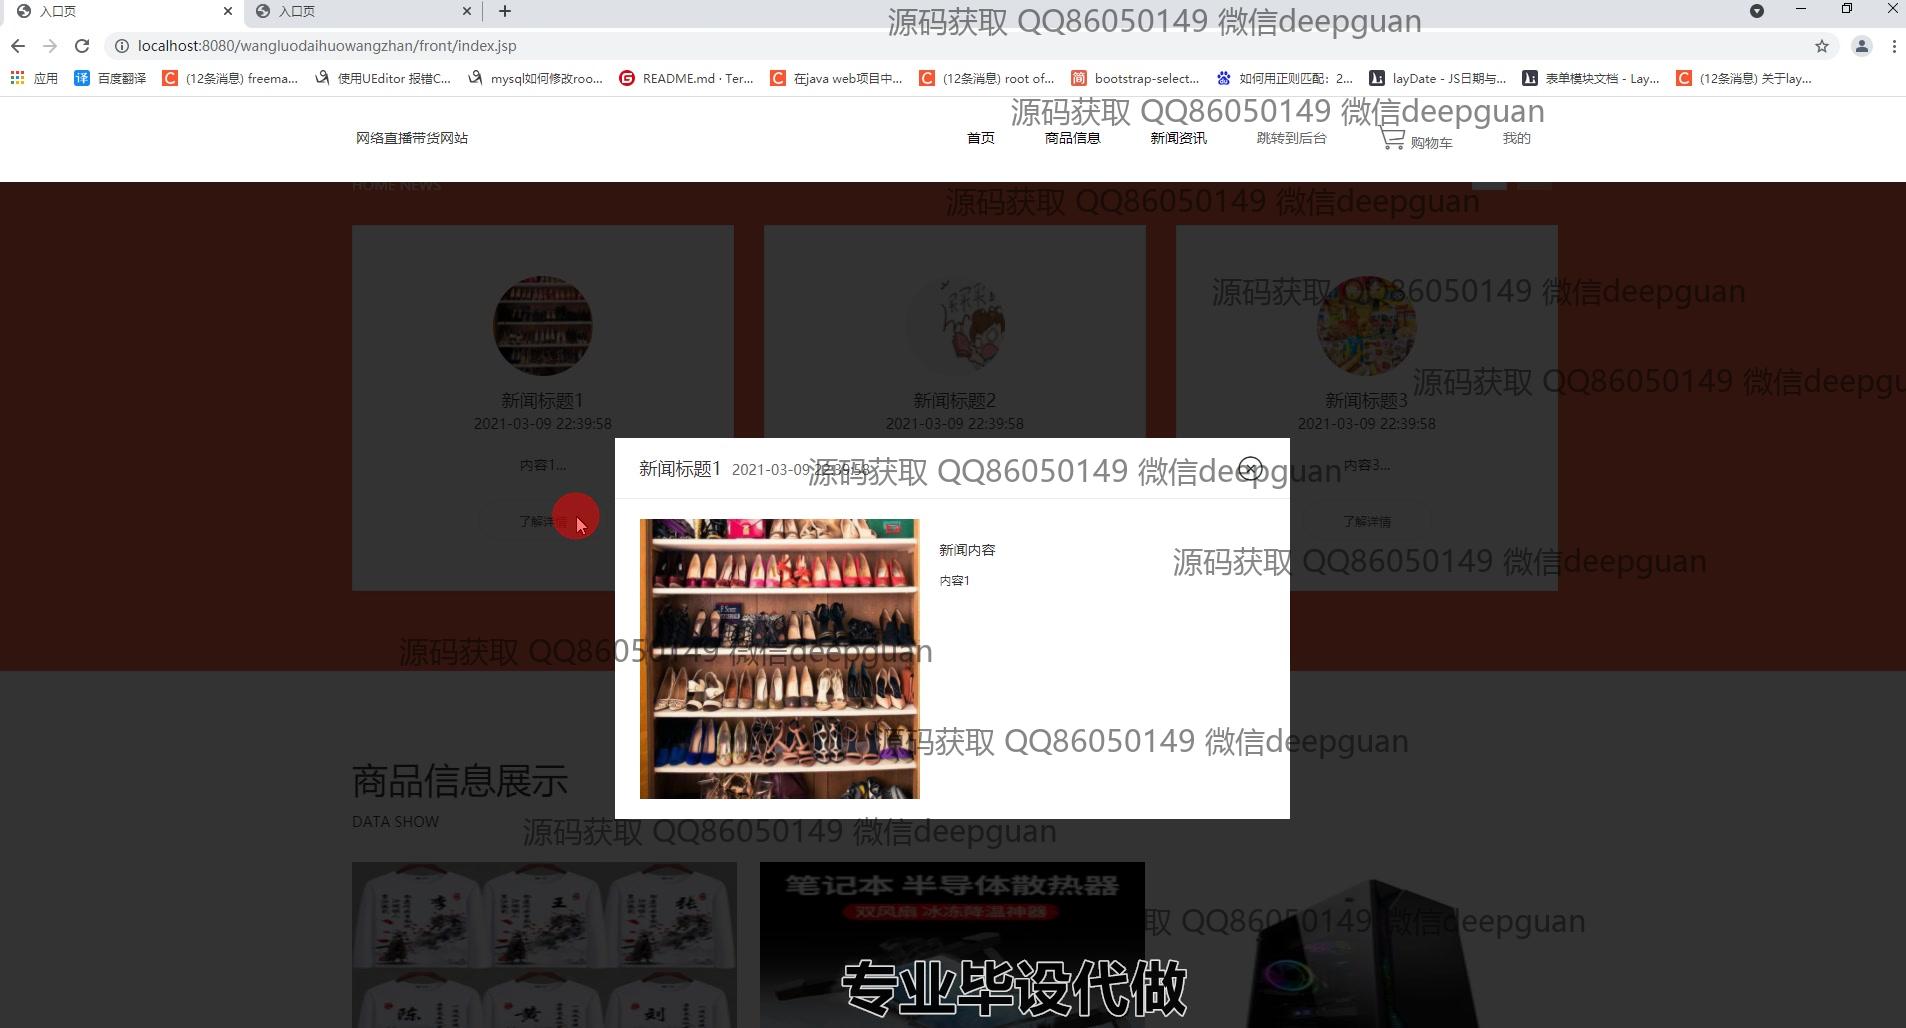 入口页
入口页
源码获取 QQ86050149 微信deepguan
localhost:8080/wangluodaihuowangzhan/front/index.jsp
应用
百度翻译
(12条消息) freema...
使用UEditor 报错C...
mysql如何修改roo...
README.md · Ter...
在java web项目中...
(12条消息) root of...
bootstrap-select...
如何用正则匹配：2...
layDate - JS日期与...
表单模块文档 - Lay...
(12条消息) 关于lay...
源码获取 QQ86050149 微信deepguan
网络直播带货网站
首页
商品信息
新闻资讯
跳转到后台
购物车
我的
HOME NEWS
源码获取 QQ86050149 微信deepguan
源码获取 QQ86050149 微信deepguan
源码获取 QQ86050149 微信deepgu
新闻标题1
2021-03-09 22:39:58
内容1...
了解详情
新闻标题2
2021-03-09 22:39:58
新闻标题3
2021-03-09 22:39:58
内容3...
了解详情
新闻标题1 2021-03-09 22:39:58
源码获取 QQ86050149 微信deepguan
新闻内容
内容1
源码获取 QQ86050149 微信deepguan
源码获取 QQ86050149 微信deepguan
源码获取 QQ86050149 微信deepguan
商品信息展示
DATA SHOW
源码获取 QQ86050149 微信deepguan
李
王
张
陈
黄
刘
笔记本 半导体散热器
双风扇 冰冻降温神器
取 QQ86050149 微信deepguan
专业毕设代做